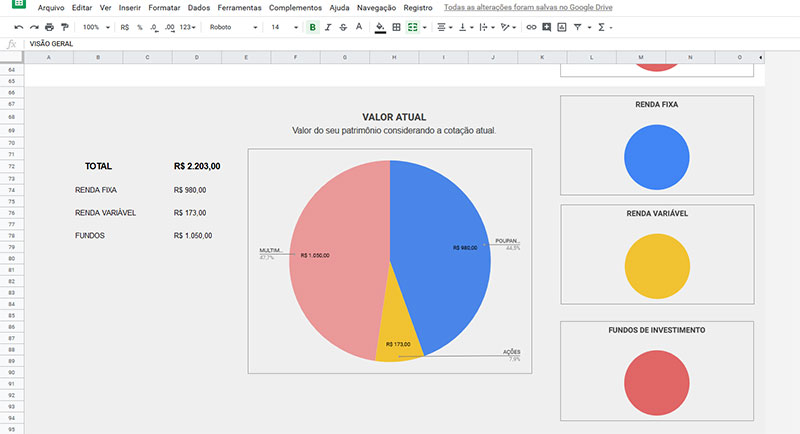 Arquivo Editar Ver Inserir Formatar Dados Ferramentas Complementos Ajuda Navegação Registro Todas as alterações foram salvas no Google Drive
100% R$ % .0 .00 123 Roboto 14 B I S A
fx VISÃO GERAL
A B C D E F G H I J K L M N O
64
65
66
67 RENDA FIXA
68 VALOR ATUAL
69 Valor do seu patrimônio considerando a cotação atual.
70
71
72 TOTAL R$ 2.203,00
73
74 RENDA FIXA R$ 980,00
75
76 RENDA VARIÁVEL R$ 173,00 RENDA VARIÁVEL
77
78 FUNDOS R$ 1.050,00
79 POUPAN...
R$ 980,00 44,5%
MULTIM...
80 47,7% R$ 1.050,00
81
82
83
84
85
86
87 FUNDOS DE INVESTIMENTO
88 R$ 173,00
89 AÇÕES
7,9%
90
91
92
93
94
95